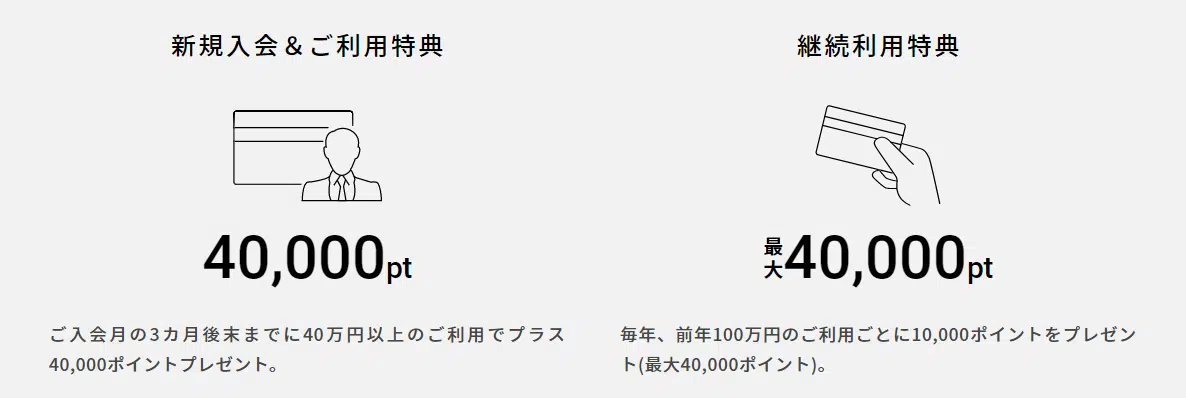 新規入会＆ご利用特典
40,000pt
ご入会月の3カ月後末までに40万円以上のご利用でプラス
40,000ポイントプレゼント。
継続利用特典
最大40,000pt
毎年、前年100万円のご利用ごとに10,000ポイントをプレゼン
ト(最大40,000ポイント)。